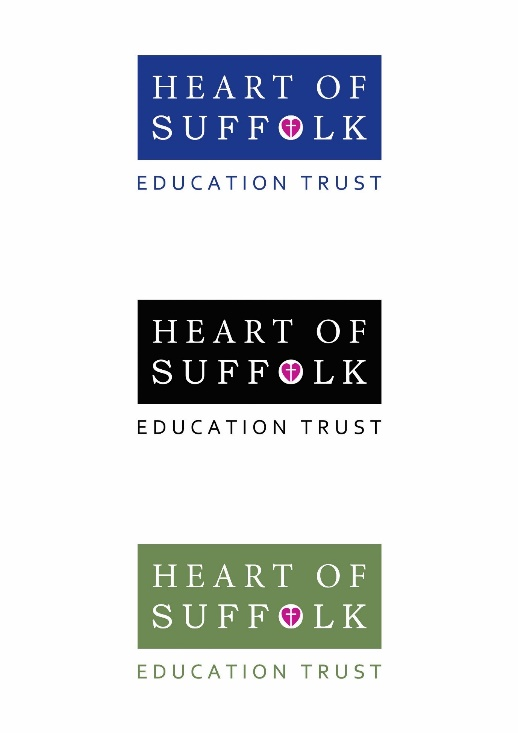 HEART OF
SUFFOLK
EDUCATION TRUST
HEART OF
SUFFOLK
EDUCATION TRUST
HEART OF
SUFFOLK
EDUCATION TRUST